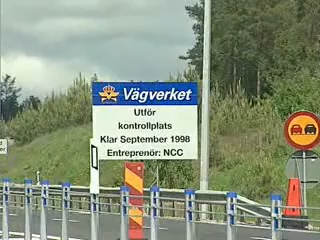 Vägverket
Utför
kontrollplats
Klar September 1998
Entreprenör: NCC